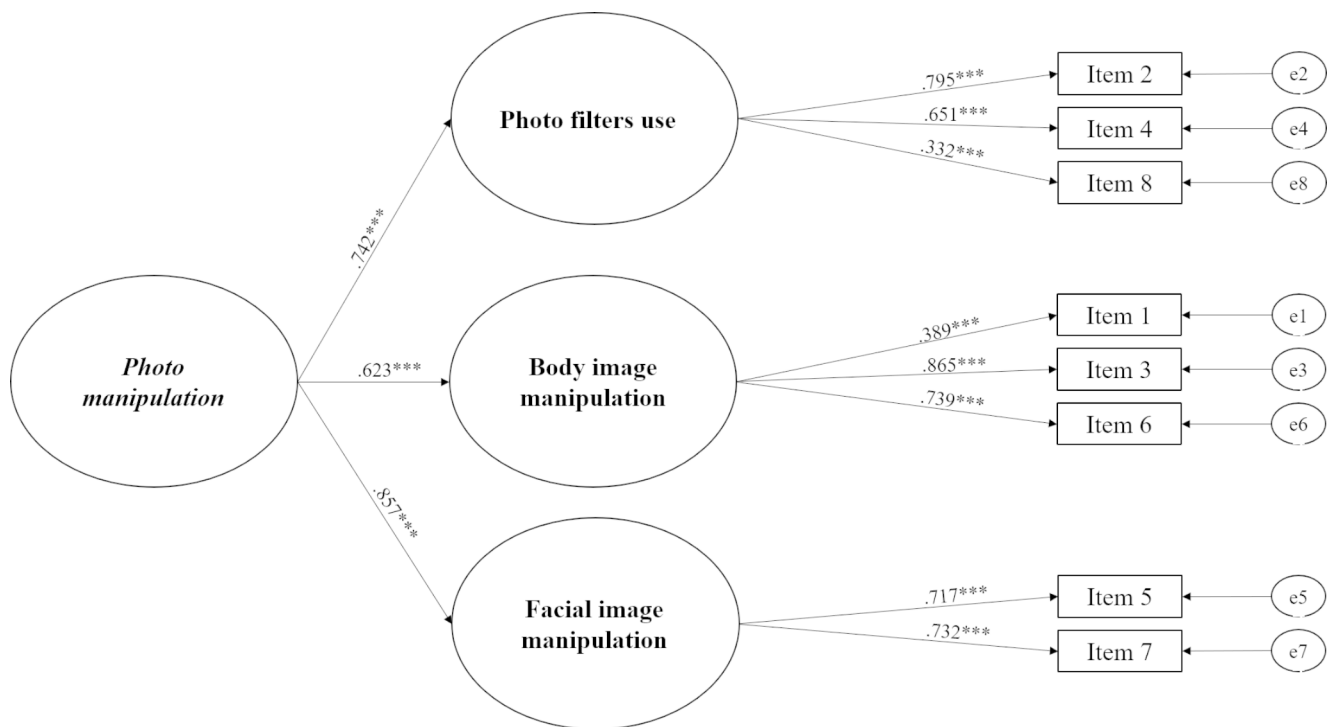 Photo filters use
.795***
.651***
.332***
Item 2
Item 4
Item 8
e2
e4
e8
.742***
Photo
manipulation
.623***
Body image
manipulation
.389***
.865***
.739***
Item 1
Item 3
Item 6
e1
e3
e6
.857***
Facial image
manipulation
.717***
.732***
Item 5
Item 7
e5
e7